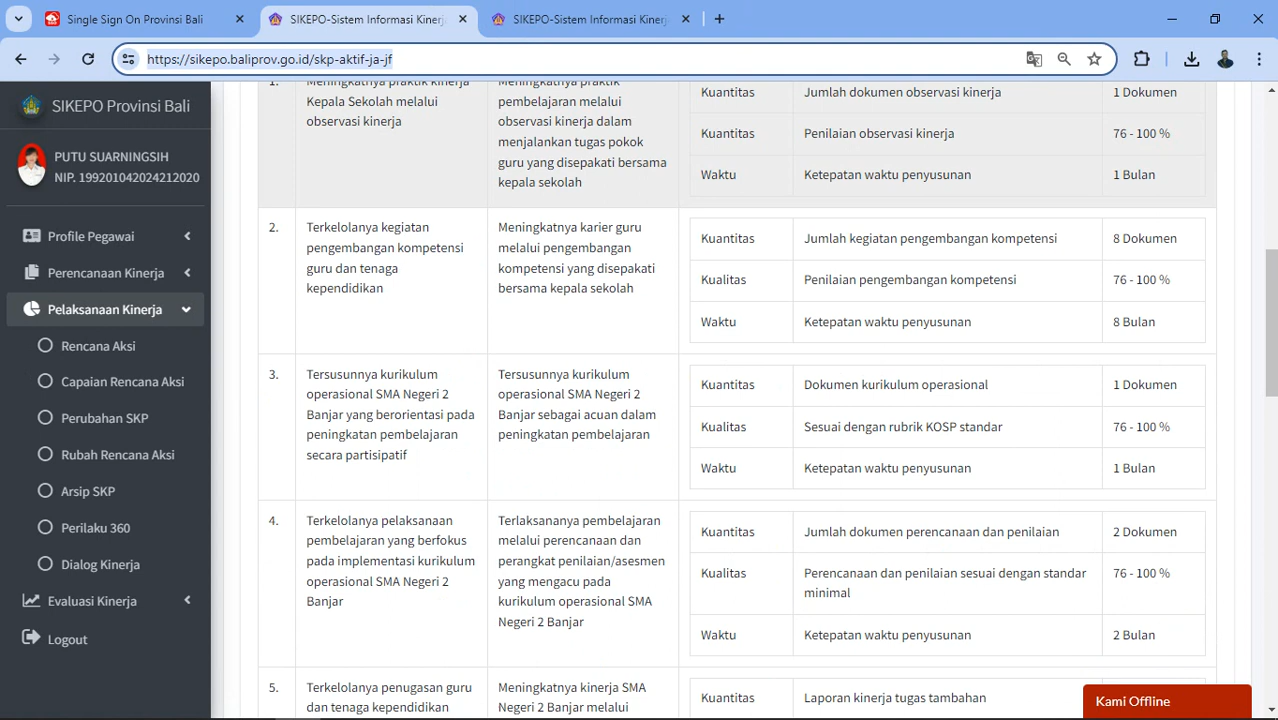 Single Sign On Provinsi Bali
SIKEPO-Sistem Informasi Kinerj
SIKEPO-Sistem Informasi Kinerj
https://sikepo.baliprov.go.id/skp-aktif-ja-jf
SIKEPO Provinsi Bali
PUTU SUARNINGSIH
NIP. 199201042024212020
Profile Pegawai
Perencanaan Kinerja
Pelaksanaan Kinerja
Rencana Aksi
Capaian Rencana Aksi
Perubahan SKP
Rubah Rencana Aksi
Arsip SKP
Perilaku 360
Dialog Kinerja
Evaluasi Kinerja
Logout
1.
Meningkatnya praktik kinerja
Kepala Sekolah melalui
observasi kinerja
Meningkatnya praktik
pembelajaran melalui
observasi kinerja dalam
menjalankan tugas pokok
guru yang disepakati bersama
kepala sekolah
Kuantitas Jumlah dokumen observasi kinerja 1 Dokumen
Kuantitas Penilaian observasi kinerja 76 - 100 %
Waktu Ketepatan waktu penyusunan 1 Bulan
2.
Terkelolanya kegiatan
pengembangan kompetensi
guru dan tenaga
kependidikan
Meningkatnya karier guru
melalui pengembangan
kompetensi yang disepakati
bersama kepala sekolah
Kuantitas Jumlah kegiatan pengembangan kompetensi 8 Dokumen
Kualitas Penilaian pengembangan kompetensi 76 - 100 %
Waktu Ketepatan waktu penyusunan 8 Bulan
3.
Tersusunnya kurikulum
operasional SMA Negeri 2
Banjar yang berorientasi pada
peningkatan pembelajaran
secara partisipatif
Tersusunnya kurikulum
operasional SMA Negeri 2
Banjar sebagai acuan dalam
peningkatan pembelajaran
Kuantitas Dokumen kurikulum operasional 1 Dokumen
Kualitas Sesuai dengan rubrik KOSP standar 76 - 100 %
Waktu Ketepatan waktu penyusunan 1 Bulan
4.
Terkelolanya pelaksanaan
pembelajaran yang berfokus
pada implementasi kurikulum
operasional SMA Negeri 2
Banjar
Terlaksananya pembelajaran
melalui perencanaan dan
perangkat penilaian/asesmen
yang mengacu pada
kurikulum operasional SMA
Negeri 2 Banjar
Kuantitas Jumlah dokumen perencanaan dan penilaian 2 Dokumen
Kualitas Perencanaan dan penilaian sesuai dengan standar
minimal 76 - 100 %
Waktu Ketepatan waktu penyusunan 2 Bulan
5.
Terkelolanya penugasan guru
dan tenaga kependidikan
Meningkatnya kinerja SMA
Negeri 2 Banjar melalui
Kuantitas Laporan kinerja tugas tambahan
Kami Offline